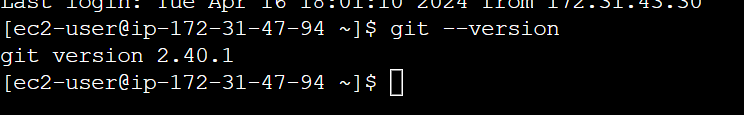 Last login: Tue Apr 16 18:01:10 2024 from 172.31.43.30
[ec2-user@ip-172-31-47-94 ~]$ git --version
git version 2.40.1
[ec2-user@ip-172-31-47-94 ~]$